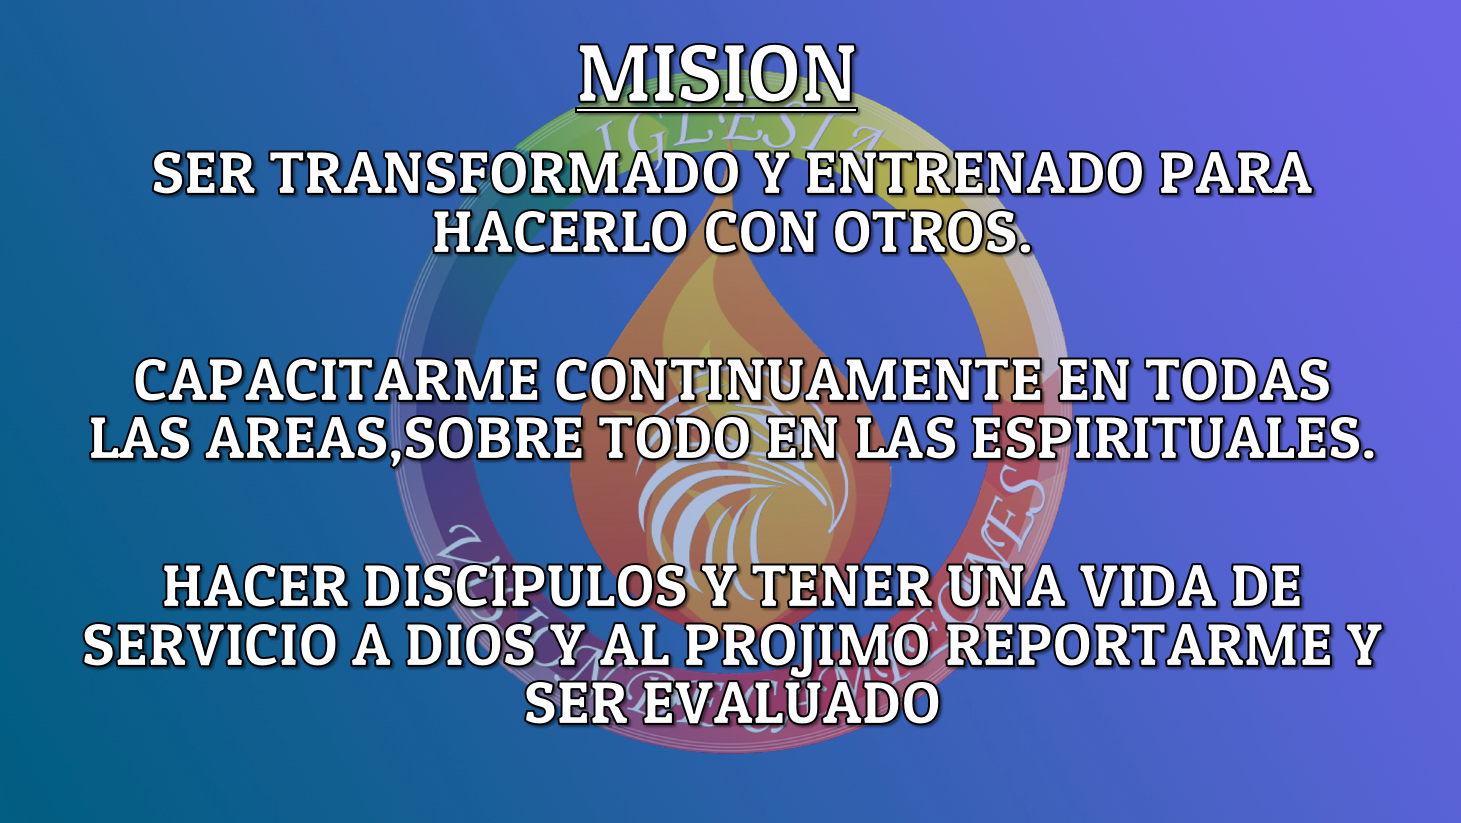 MISION
IGLESIA
SER TRANSFORMADO Y ENTRENADO PARA
HACERLO CON OTROS.
CAPACITARME CONTINUAMENTE EN TODAS
LAS AREAS,SOBRE TODO EN LAS ESPIRITUALES.
HACER DISCIPULOS Y TENER UNA VIDA DE
SERVICIO A DIOS Y AL PROJIMO REPORTARME Y
SER EVALUADO